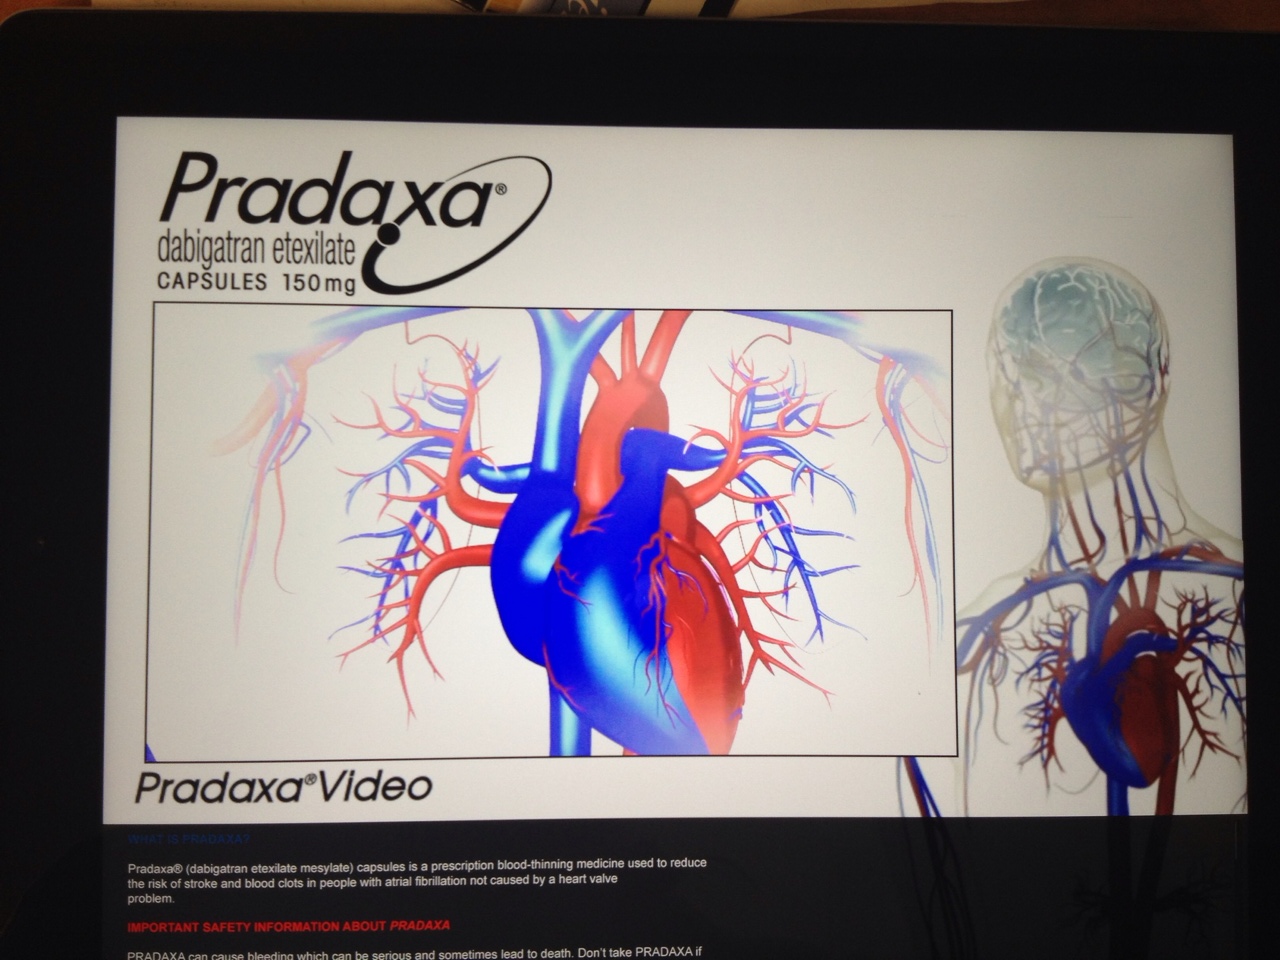 Pradaxa®
dabigatran etexilate
CAPSULES 150mg
Pradaxa® Video
WHAT IS PRADAXA?
Pradaxa® (dabigatran etexilate mesylate) capsules is a prescription blood-thinning medicine used to reduce
the risk of stroke and blood clots in people with atrial fibrillation not caused by a heart valve
problem.
IMPORTANT SAFETY INFORMATION ABOUT PRADAXA
PRADAXA can cause bleeding which can be serious and sometimes lead to death. Don't take PRADAXA if